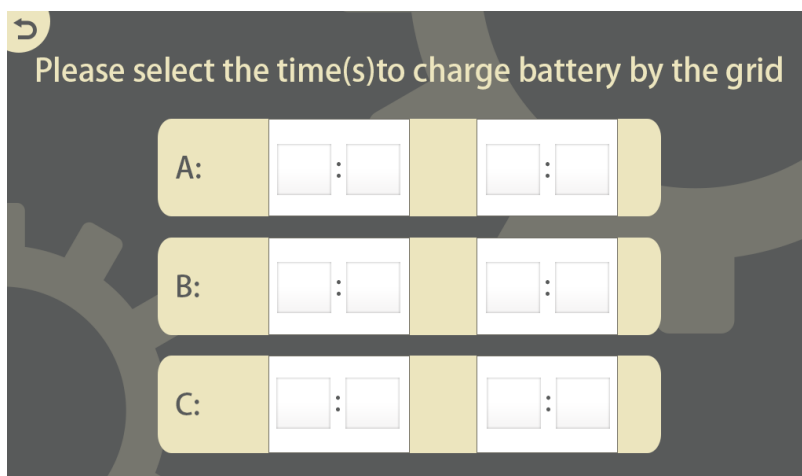 Please select the time(s)to charge battery by the grid
A: : :
B: : :
C: : :